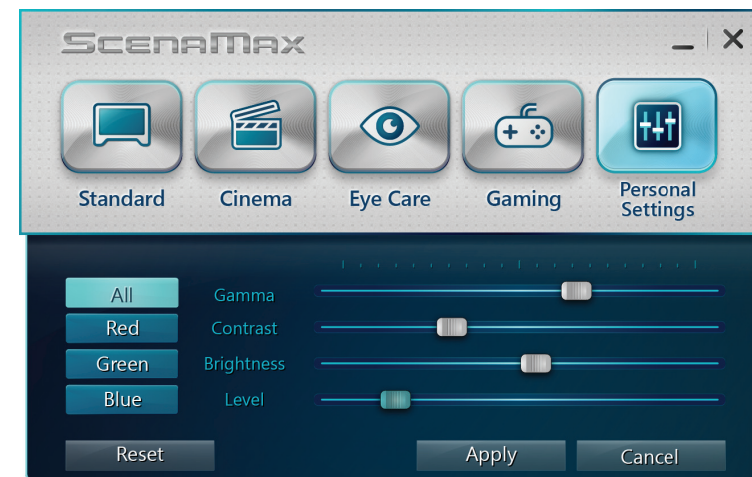 ScenaMax
Standard
Cinema
Eye Care
Gaming
Personal
Settings
All
Gamma
Red
Contrast
Green
Brightness
Blue
Level
Reset
Apply
Cancel